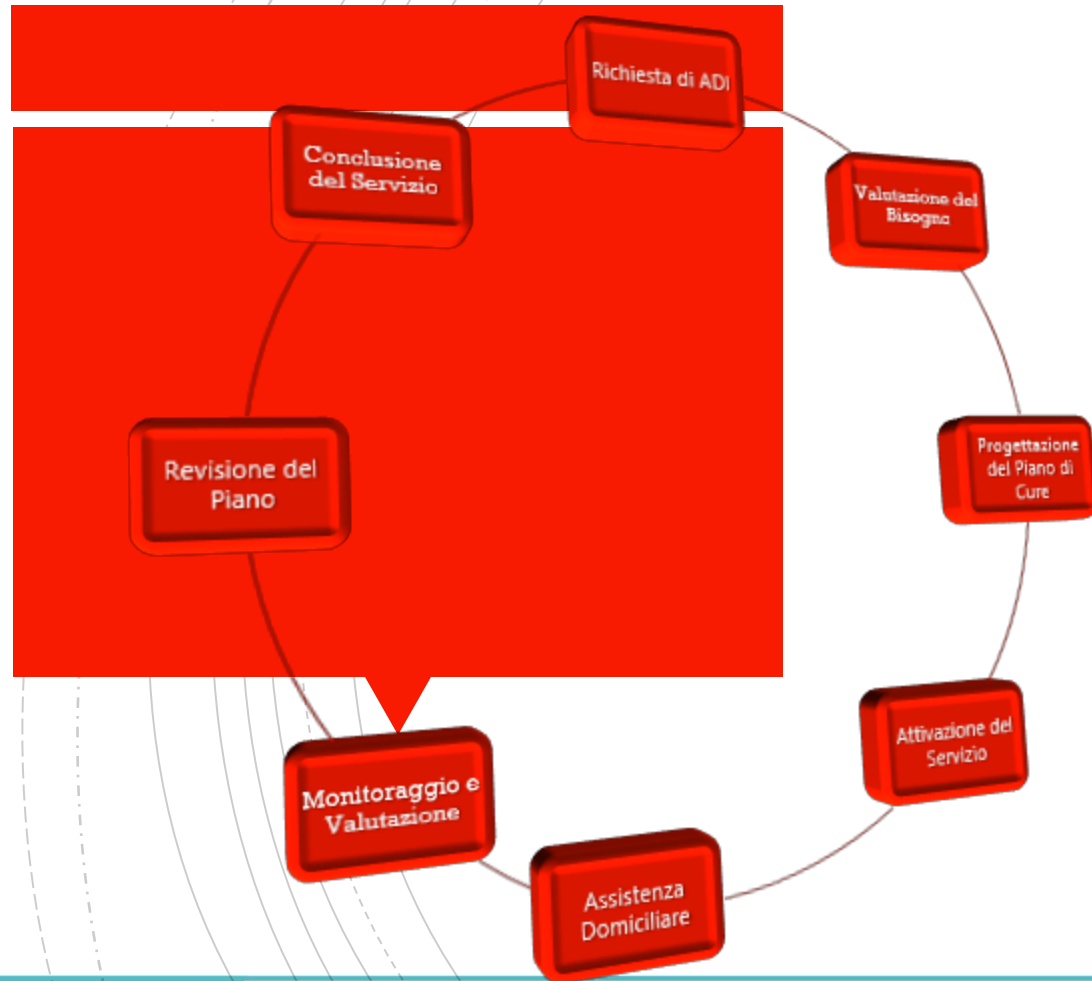 Richiesta di ADI
Valutazione del
Bisogno
Progettazione
del Piano di
Cure
Attivazione del
Servizio
Assistenza
Domiciliare
Monitoraggio e
Valutazione
Revisione del
Piano
Conclusione
del Servizio